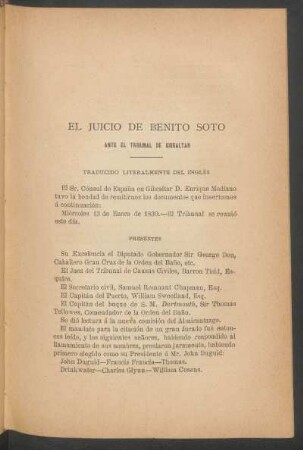 EL JUICIO DE BENITO SOTO
ANTE EL TRIBUNAL DE GIBRALTAR
TRADUCIDO LITERALMENTE DEL INGLÉS
El Sr. Cónsul de España en Gibraltar D. Enrique Mediano
tuvo la bondad de remitirnos los documentos que insertamos
á continuación:
Miércoles 13 de Enero de 1830.—El Tribunal se reunió
este día.
PRESENTES
Su Excelencia el Diputado Gobernador Sir George Don,
Caballero Gran Cruz de la Orden del Baño, etc.
El Juez del Tribunal de Causas Civiles, Barron Field, Es-
quire.
El Secretario civil, Samuel Rosmunt Chapman, Esq.
El Capitán del Puerto, William Sweetland, Esq.
El Capitán del buque de S. M. Dartmouth, Sir Thomas
Fellowes, Comendador de la Orden del Baño.
Se dió lectura á la nueva comisión del Almirantazgo.
El mandato para la citación de un gran Jurado fué enton-
ces leído, y los siguientes señores, habiendo respondido al
llamamiento de sus nombres, prestaron juramento, habiendo
primero elegido como su Presidente á Mr. John Duguid:
John Duguid—Francis Francia—Thomas.
Drinkwater—Charles Glynn—William Cowens.